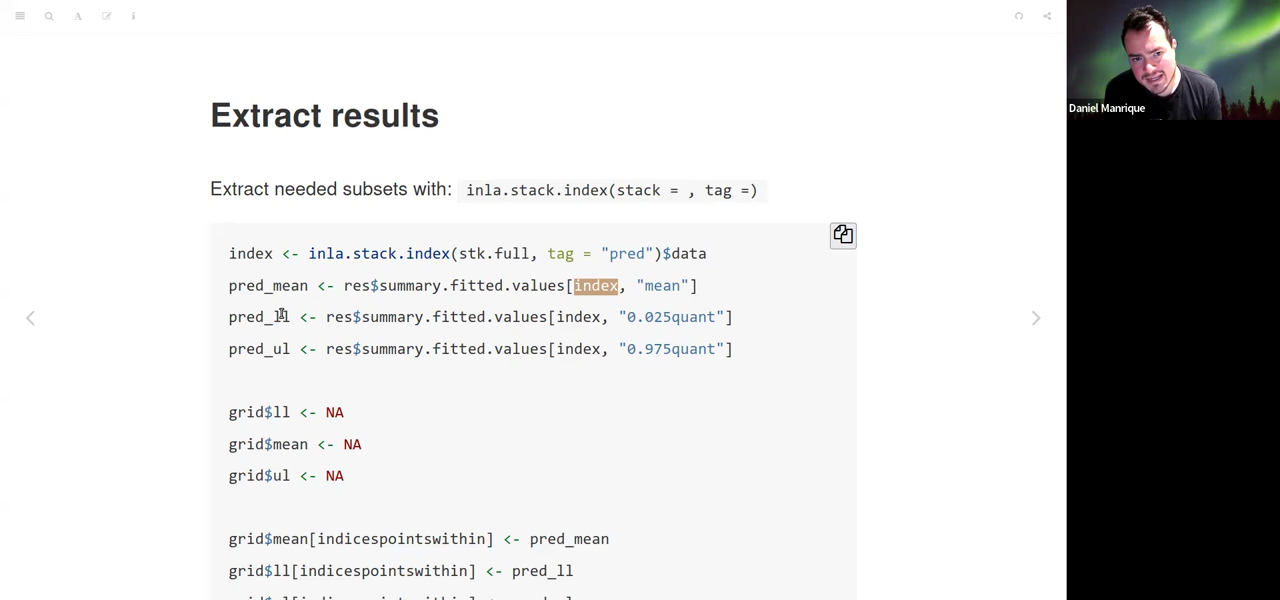 Daniel Manrique
Extract results
Extract needed subsets with: inla.stack.index(stack = , tag =)
index <- inla.stack.index(stk.full, tag = "pred")$data
pred_mean <- res$summary.fitted.values[index, "mean"]
pred_ll <- res$summary.fitted.values[index, "0.025quant"]
pred_ul <- res$summary.fitted.values[index, "0.975quant"]
grid$ll <- NA
grid$mean <- NA
grid$ul <- NA
grid$mean[indicespointswithin] <- pred_mean
grid$ll[indicespointswithin] <- pred_ll